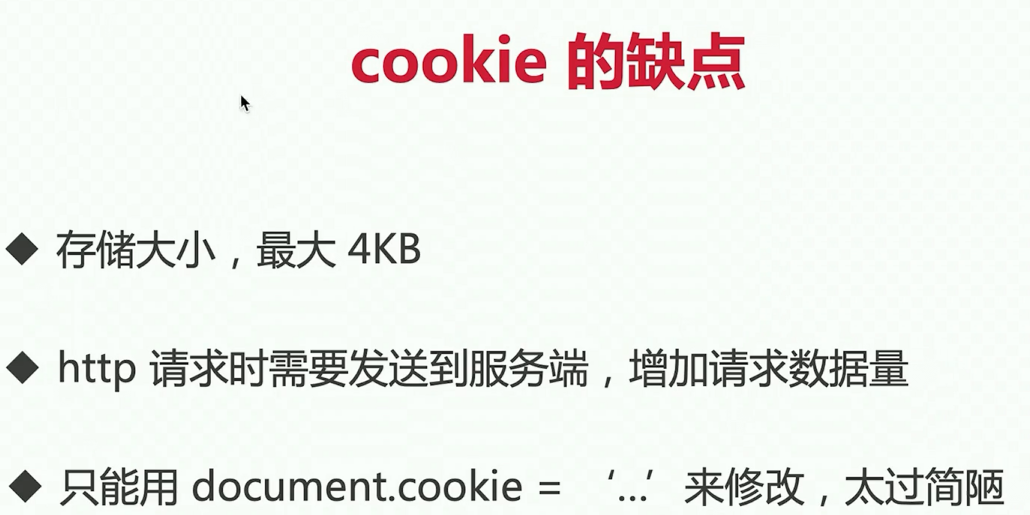 cookie 的缺点
◆ 存储大小，最大 4KB
◆ http 请求时需要发送到服务端，增加请求数据量
◆ 只能用 document.cookie = ‘...’ 来修改，太过简陋